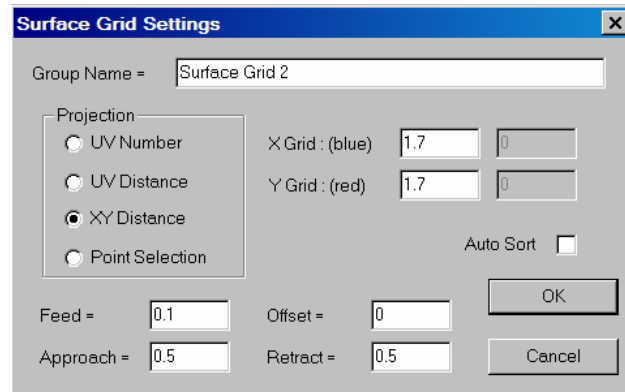 Surface Grid Settings
Group Name = Surface Grid 2
Projection
UV Number
UV Distance
XY Distance
Point Selection
X Grid : (blue) 1.7 0
Y Grid : (red) 1.7 0
Auto Sort
Feed = 0.1 Offset = 0
Approach = 0.5 Retract = 0.5
OK
Cancel